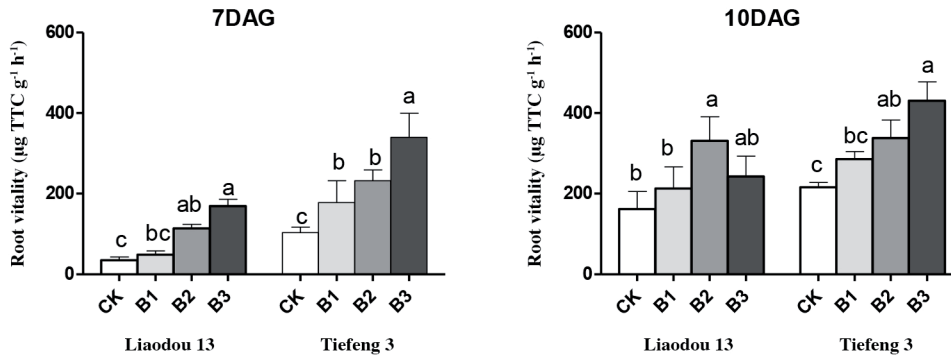 7DAG
600
400
200
0
Root vitality (µg TTC g⁻¹ h⁻¹)
c bc ab a c b b a
CK B1 B2 B3 CK B1 B2 B3
Liaodou 13 Tiefeng 3
10DAG
600
400
200
0
Root vitality (µg TTC g⁻¹ h⁻¹)
b b a ab c bc ab a
CK B1 B2 B3 CK B1 B2 B3
Liaodou 13 Tiefeng 3